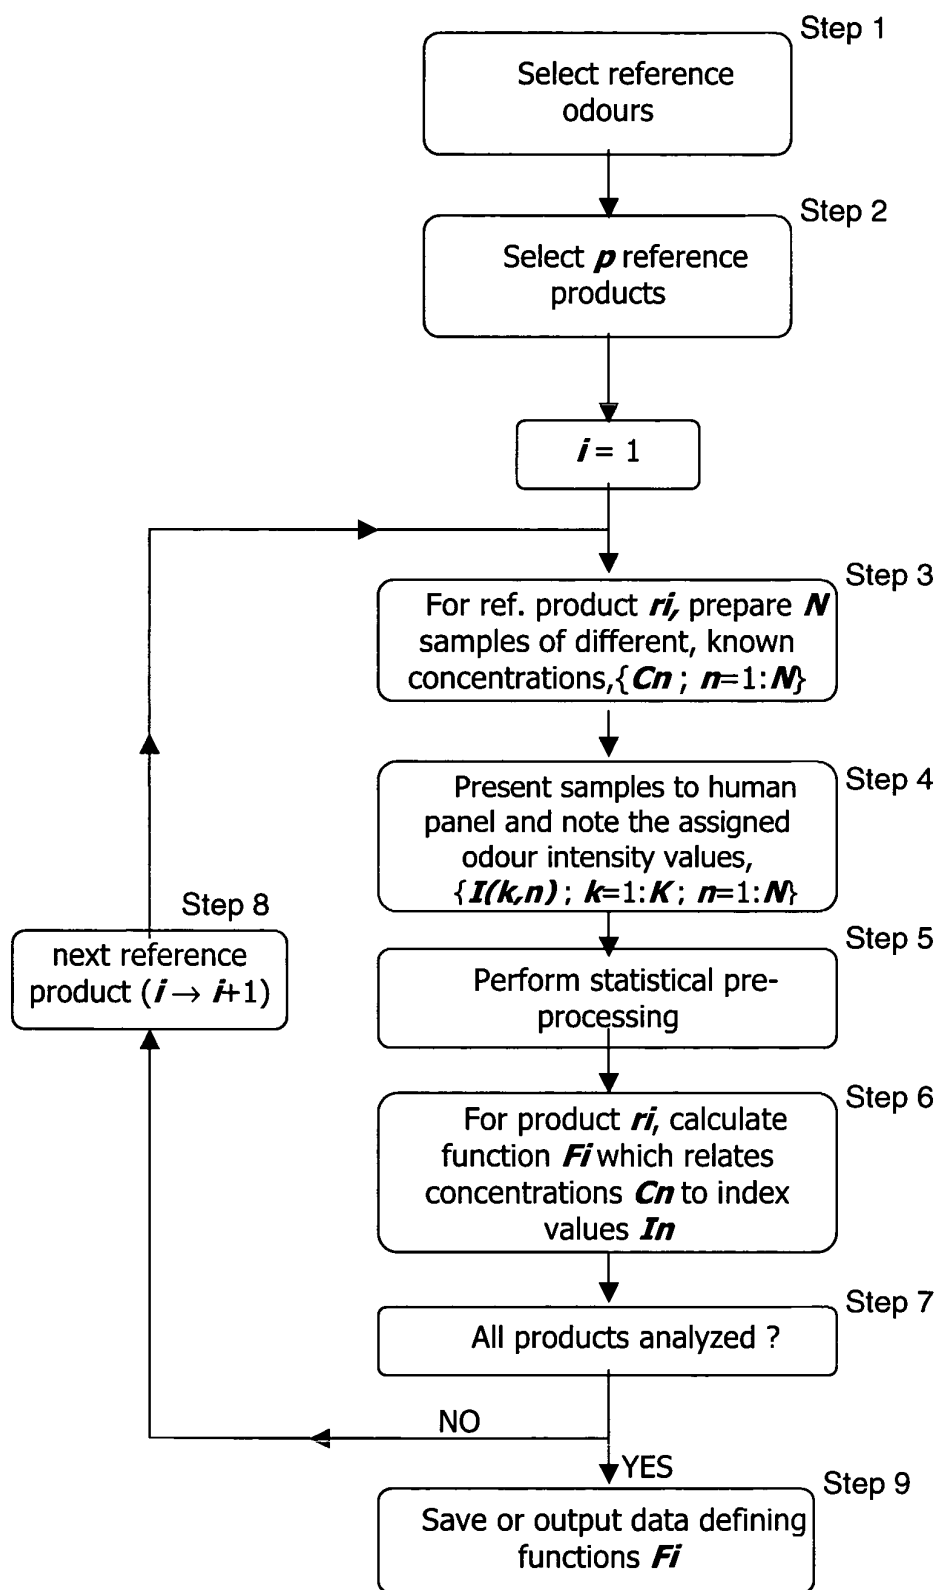 Step 1
Select reference
odours
Step 2
Select p reference
products
i = 1
Step 3
For ref. product ri, prepare N
samples of different, known
concentrations,{Cn ; n=1:N}
Step 4
Present samples to human
panel and note the assigned
odour intensity values,
{I(k,n) ; k=1:K ; n=1:N}
Step 5
Perform statistical pre-
processing
Step 6
For product ri, calculate
function Fi which relates
concentrations Cn to index
values In
Step 7
All products analyzed ?
NO
YES
Step 8
next reference
product (i → i+1)
Step 9
Save or output data defining
functions Fi